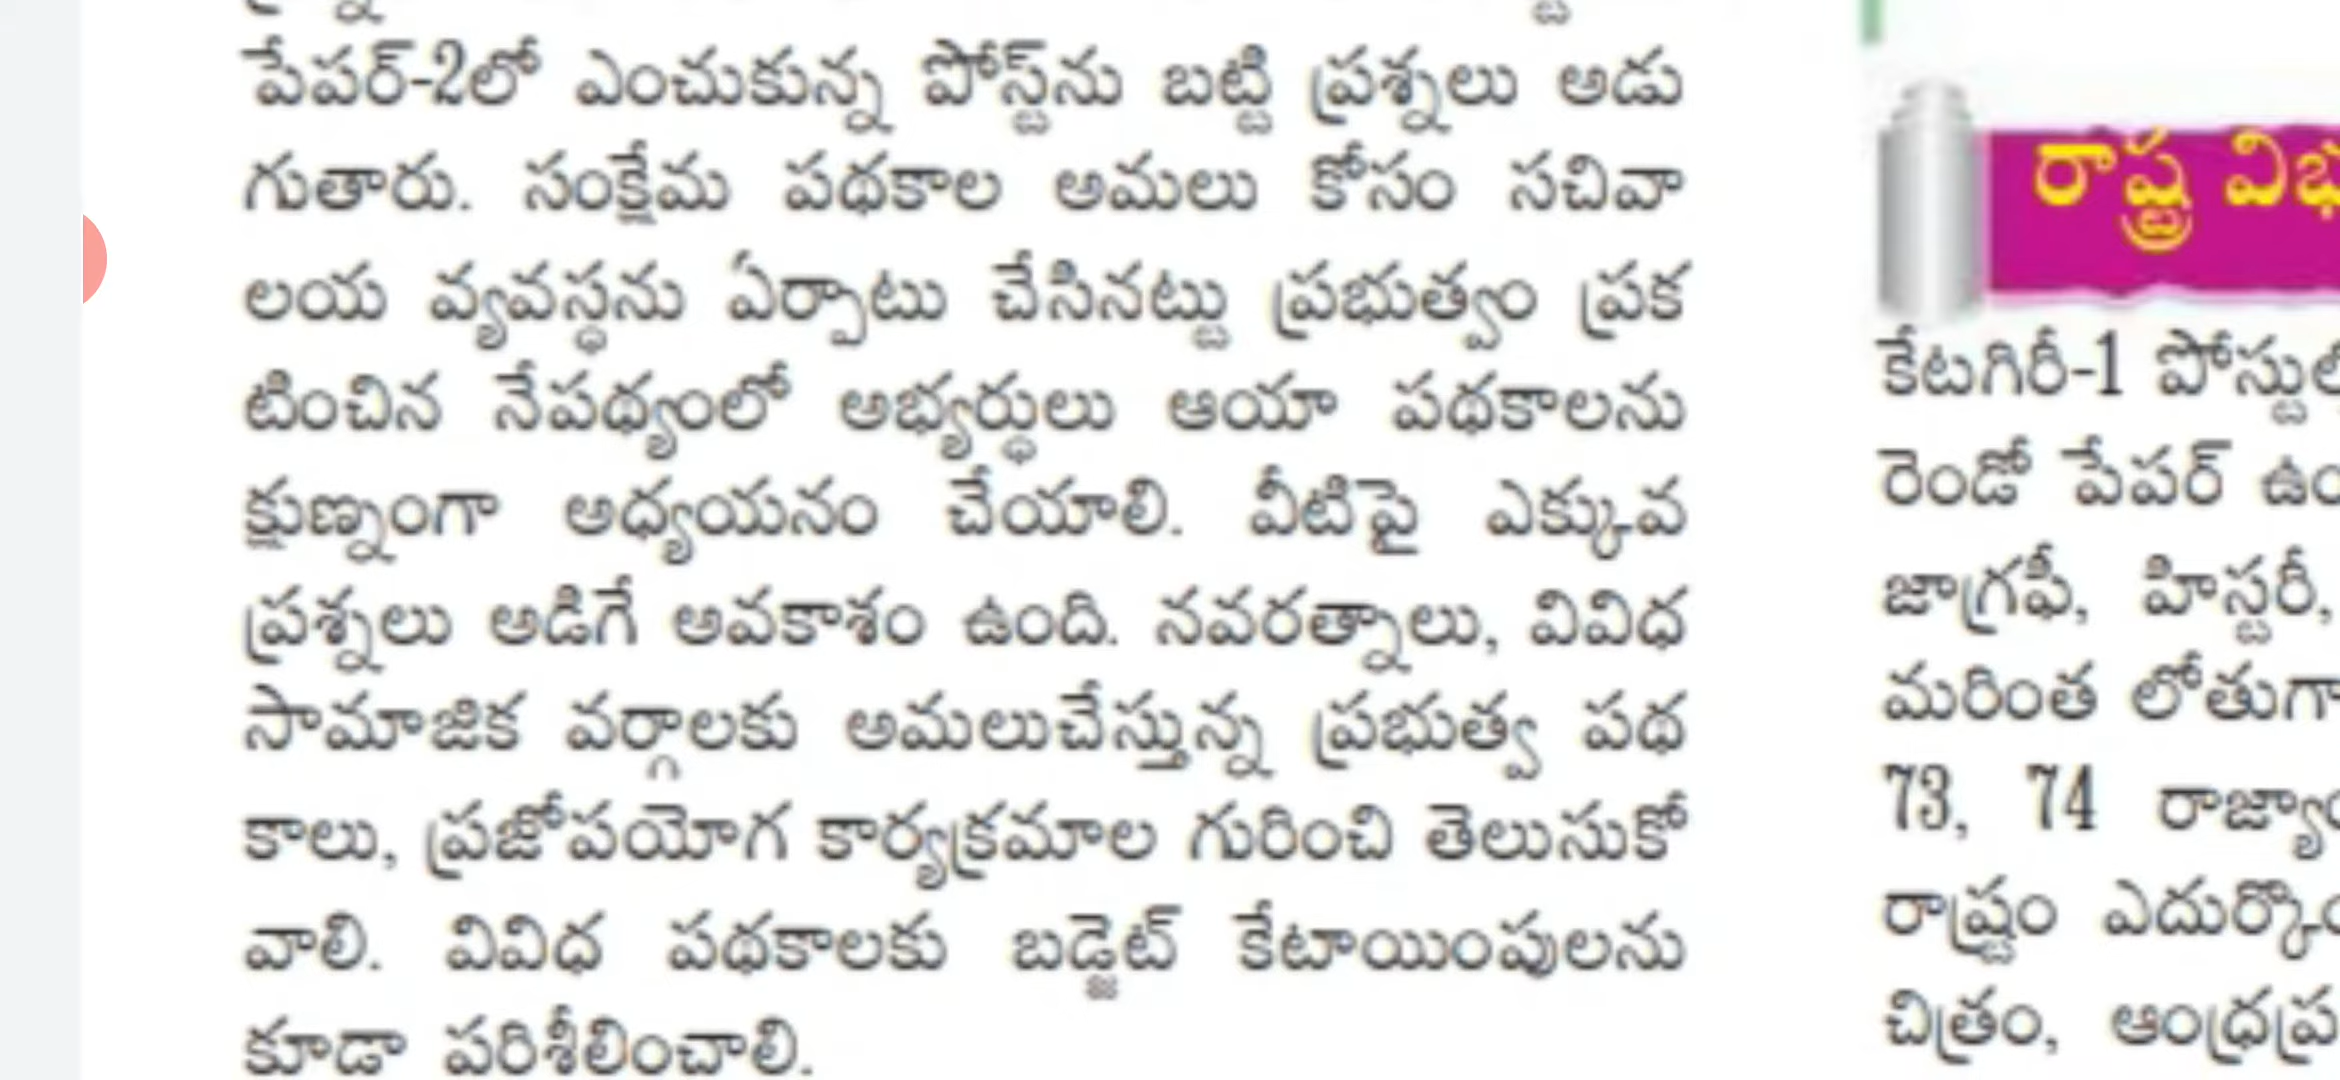 పేపర్-2లో ఎంచుకున్న పోస్ట్‌ను బట్టి ప్రశ్నలు అడు
గుతారు. సంక్షేమ పథకాల అమలు కోసం సచివా
లయ వ్యవస్థను ఏర్పాటు చేసినట్టు ప్రభుత్వం ప్రక
టించిన నేపథ్యంలో అభ్యర్థులు ఆయా పథకాలను
క్షుణ్నంగా అధ్యయనం చేయాలి. వీటిపై ఎక్కువ
ప్రశ్నలు అడిగే అవకాశం ఉంది. నవరత్నాలు, వివిధ
సామాజిక వర్గాలకు అమలుచేస్తున్న ప్రభుత్వ పథ
కాలు, ప్రజోపయోగ కార్యక్రమాల గురించి తెలుసుకో
వాలి. వివిధ పథకాలకు బడ్జెట్ కేటాయింపులను
కూడా పరిశీలించాలి.
రాష్ట్ర
కేటగిరీ-1
రెండో పేపర్
జాగ్రఫీ, హిస్టరీ,
మరింత లోతుగా
73, 74
రాష్ట్రం
చిత్రం,